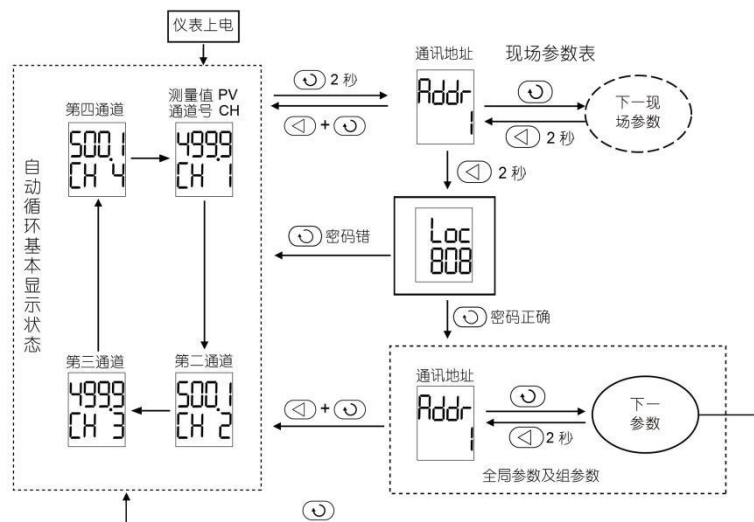 仪表上电
自动循环基本显示状态
第四通道
500.1
CH 4
测量值 PV
通道号 CH
499.9
CH 1
第三通道
499.9
CH 3
第二通道
500.1
CH 2
2 秒
+
通讯地址
Addr
1
现场参数表
下一现
场参数
2 秒
2 秒
Loc
808
密码错
密码正确
+
通讯地址
Addr
1
下一
参数
2 秒
全局参数及组参数